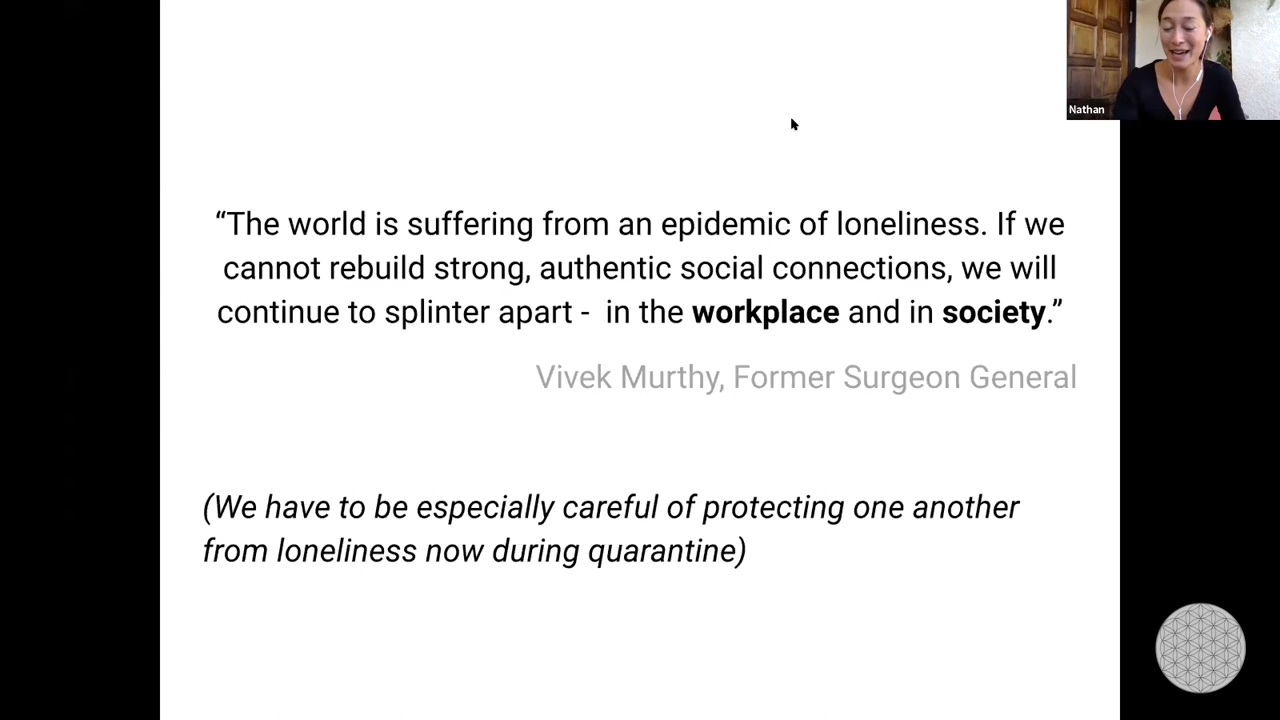 Nathan
“The world is suffering from an epidemic of loneliness. If we
cannot rebuild strong, authentic social connections, we will
continue to splinter apart -  in the workplace and in society.”
Vivek Murthy, Former Surgeon General
(We have to be especially careful of protecting one another
from loneliness now during quarantine)